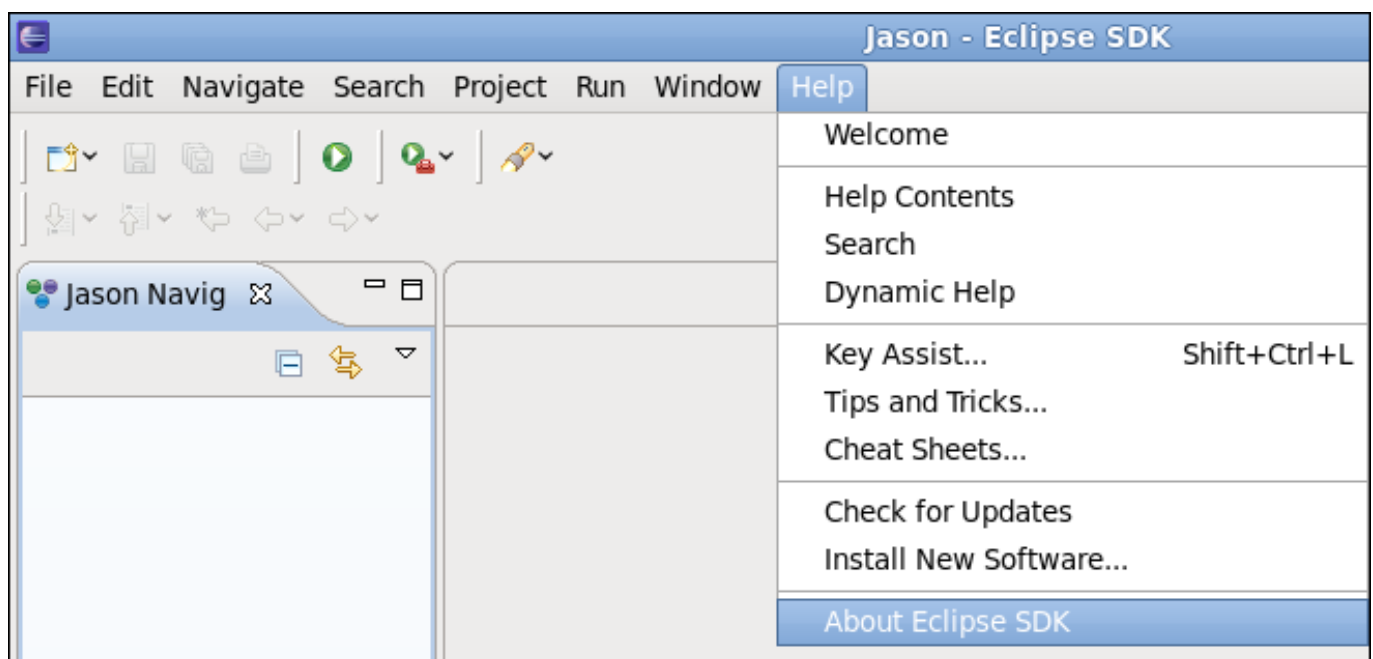 Jason - Eclipse SDK
File Edit Navigate Search Project Run Window Help
Welcome
Help Contents
Search
Dynamic Help
Jason Navig
Key Assist... Shift+Ctrl+L
Tips and Tricks...
Cheat Sheets...
Check for Updates
Install New Software...
About Eclipse SDK